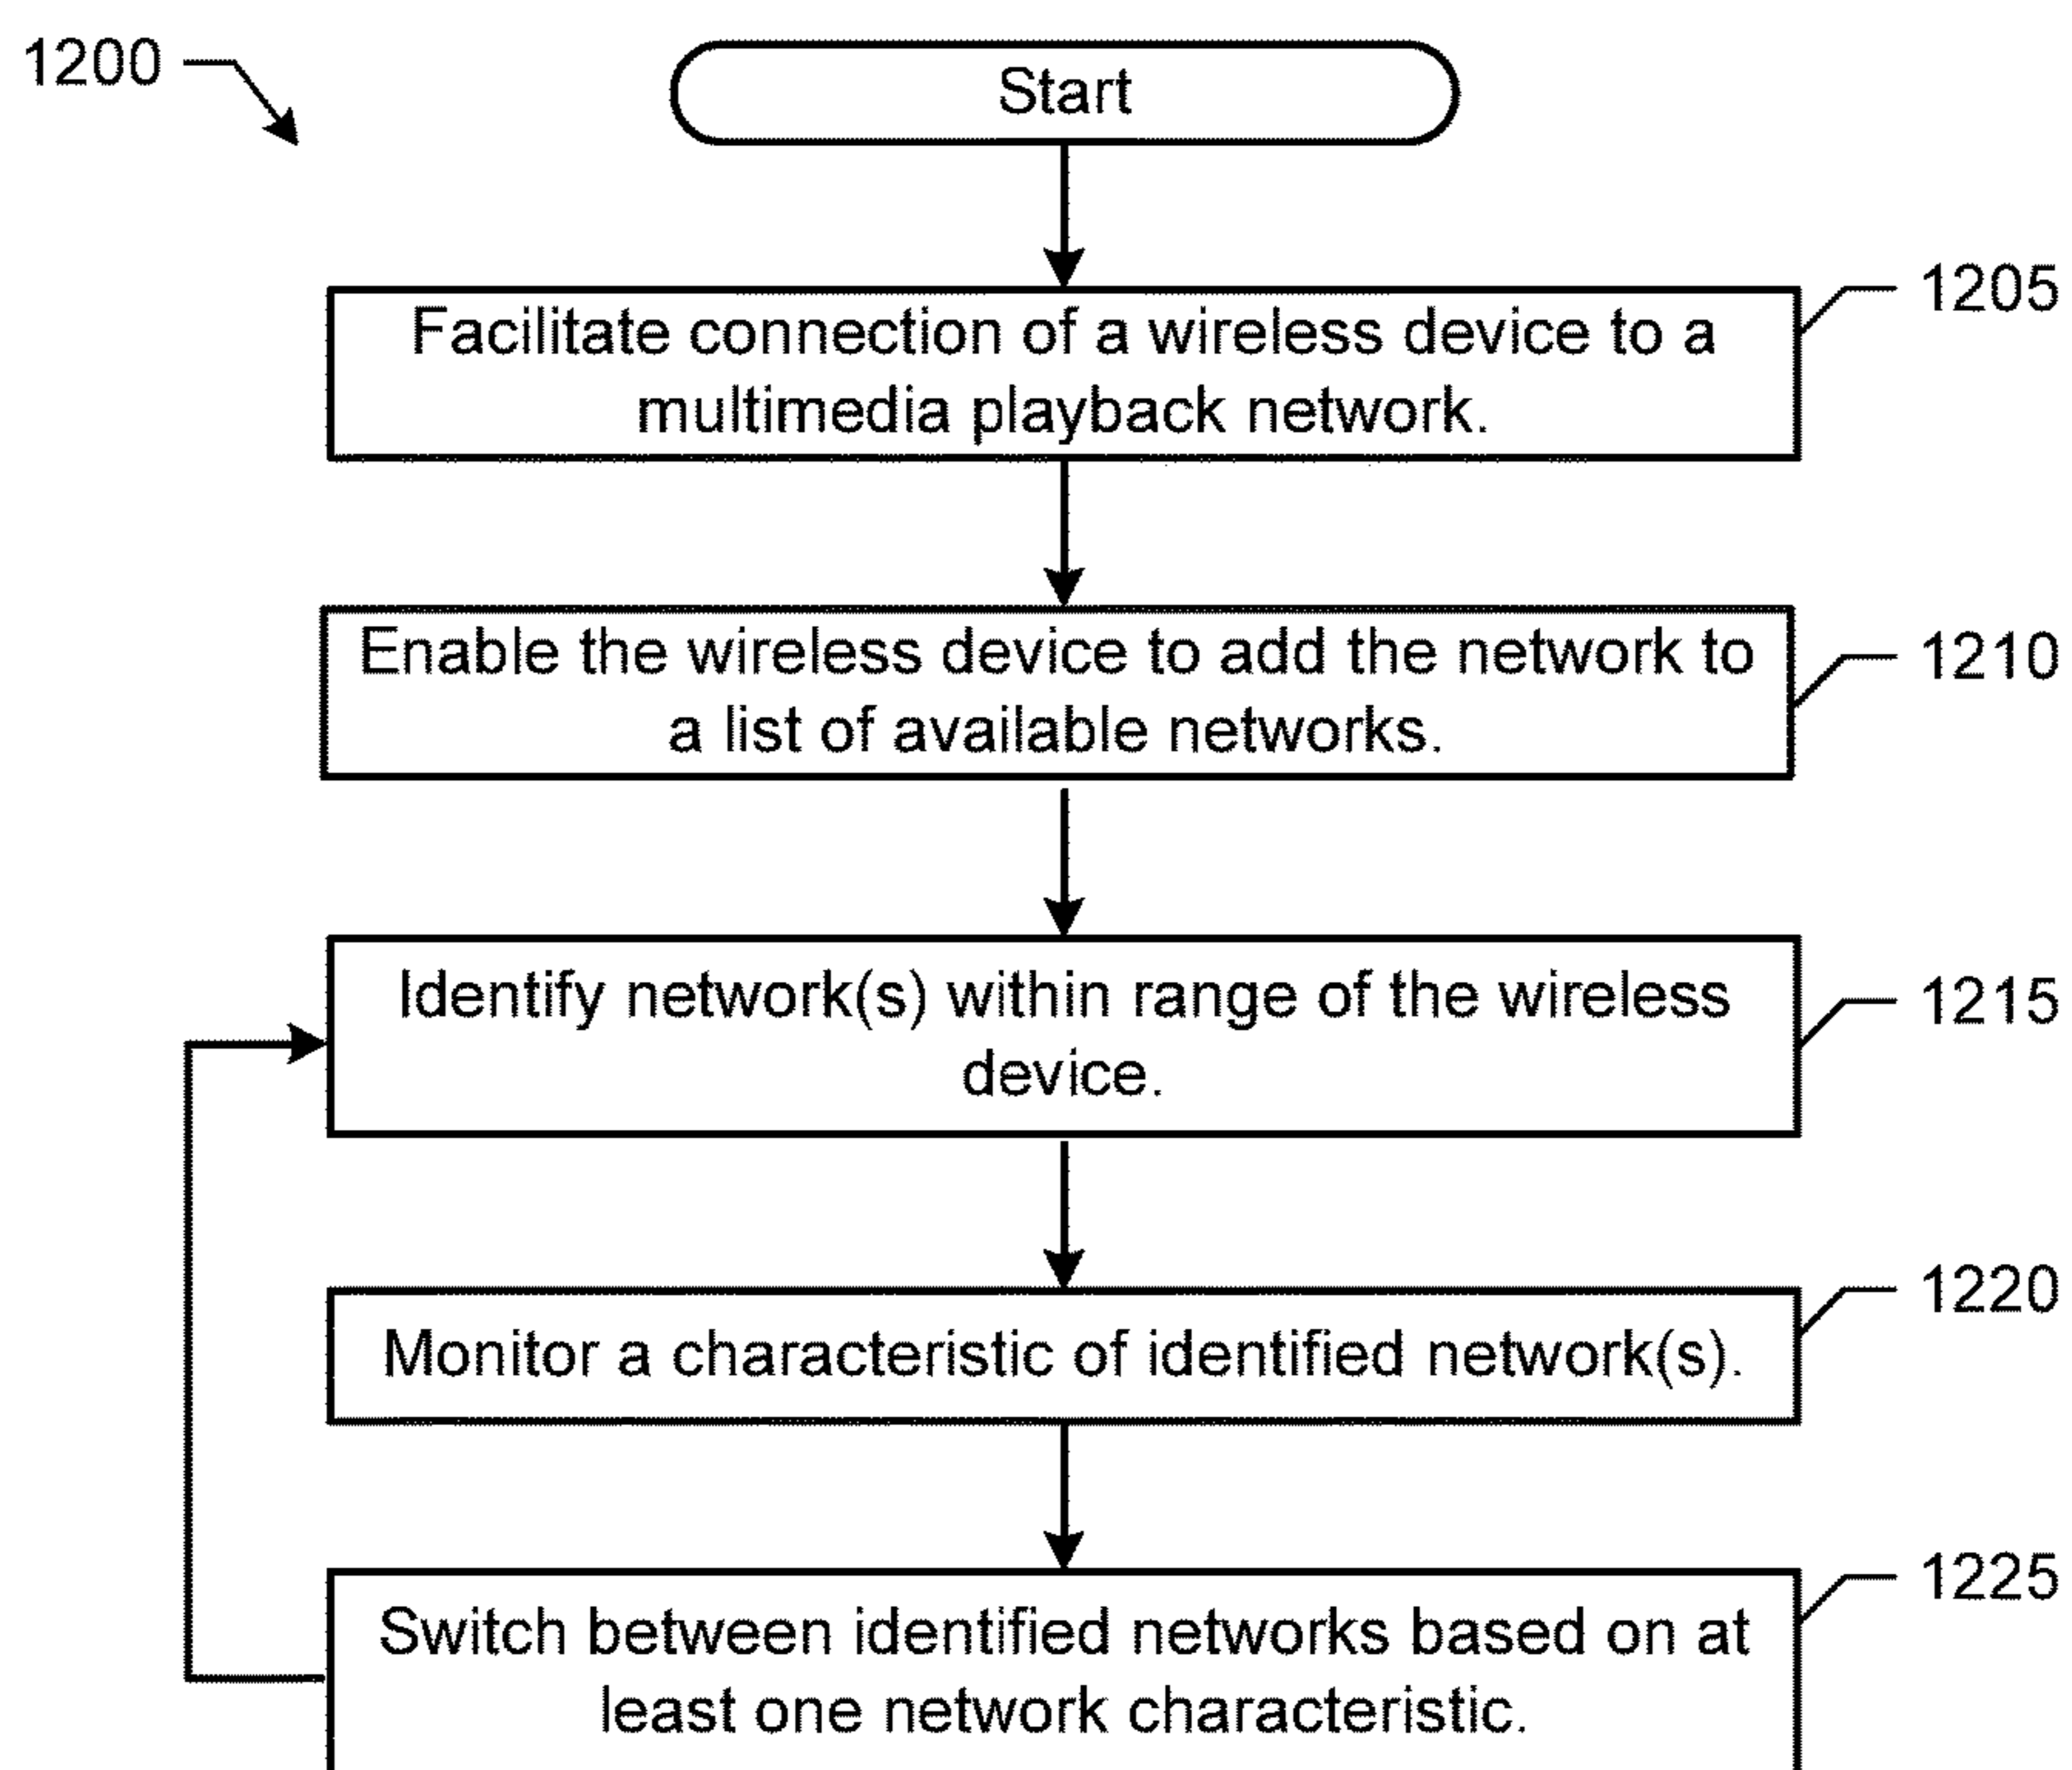 1200
Start
1205
Facilitate connection of a wireless device to a
multimedia playback network.
1210
Enable the wireless device to add the network to
a list of available networks.
1215
Identify network(s) within range of the wireless
device.
1220
Monitor a characteristic of identified network(s).
1225
Switch between identified networks based on at
least one network characteristic.